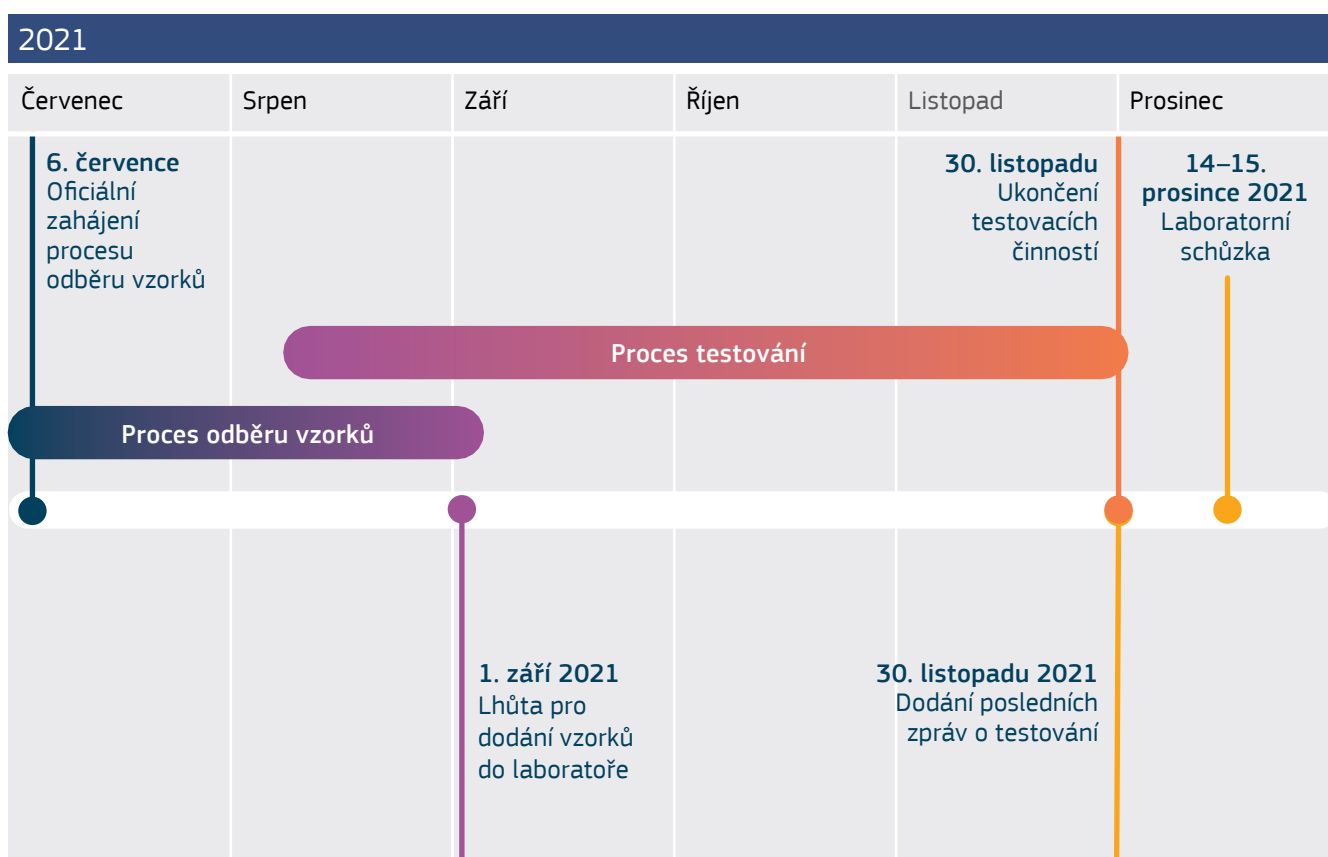 2021
Červenec
Srpen
Září
Říjen
Listopad
Prosinec
6. července
Oficiální
zahájení
procesu
odběru vzorků
30. listopadu
Ukončení
testovacích
činností
14–15.
prosince 2021
Laboratorní
schůzka
Proces testování
Proces odběru vzorků
1. září 2021
Lhůta pro
dodání vzorků
do laboratoře
30. listopadu 2021
Dodání posledních
zpráv o testování